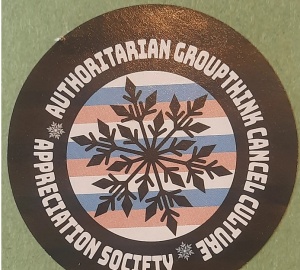 AUTHORITARIAN GROUPTHINK CANCEL CULTURE
APPRECIATION SOCIETY